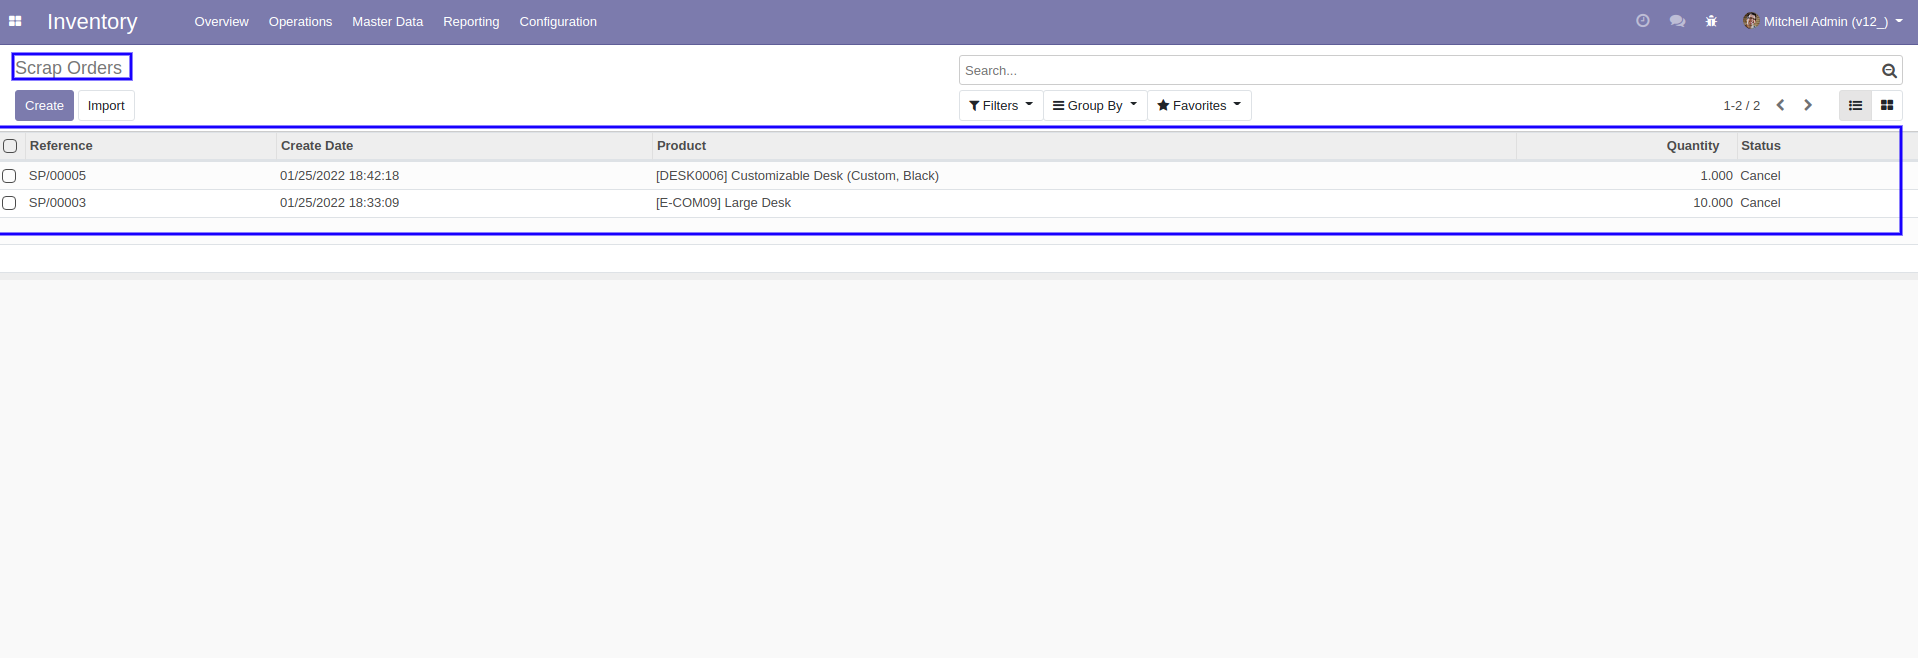 Inventory Overview Operations Master Data Reporting Configuration Mitchell Admin (v12_)
Scrap Orders
Search...
Create Import Filters Group By Favorites 1-2 / 2
Reference Create Date Product Quantity Status
SP/00005 01/25/2022 18:42:18 [DESK0006] Customizable Desk (Custom, Black) 1.000 Cancel
SP/00003 01/25/2022 18:33:09 [E-COM09] Large Desk 10.000 Cancel